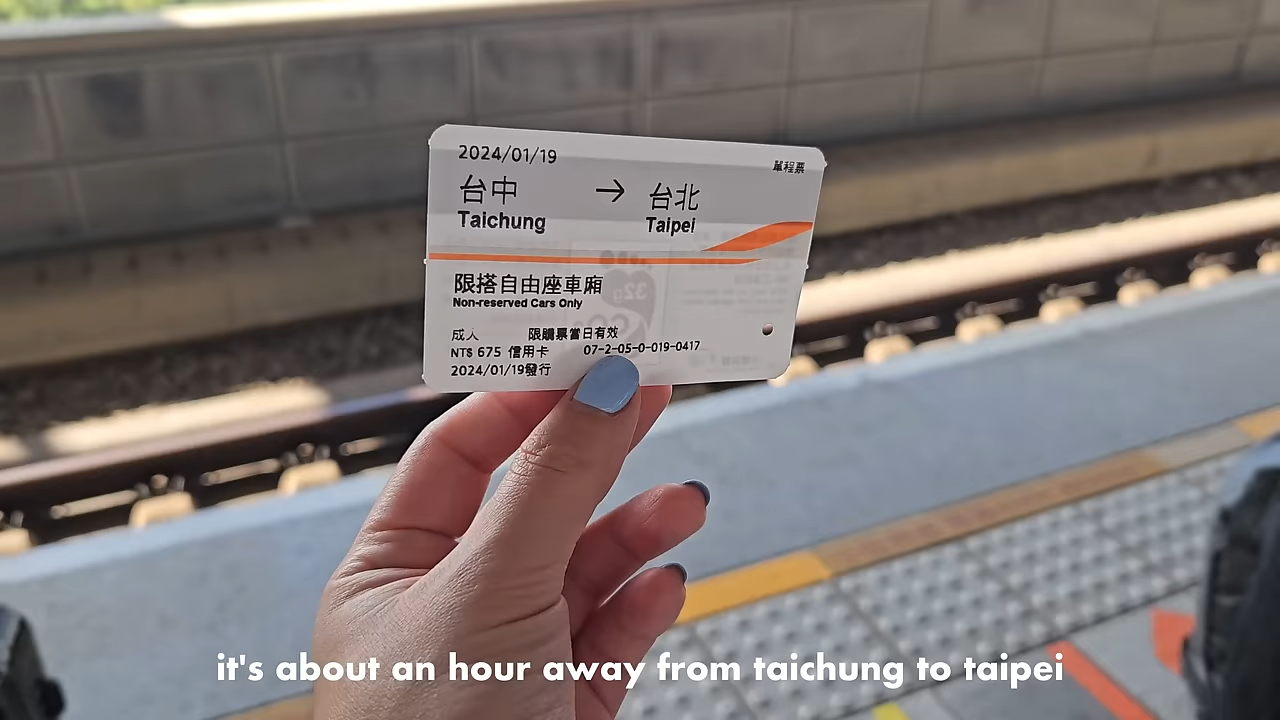 2024/01/19
單程票
台中 → 台北
Taichung Taipei
限搭自由座車廂
Non-reserved Cars Only
成人 限購票當日有效
NT$ 675 信用卡 07-2-05-0-019-0417
2024/01/19發行
it's about an hour away from taichung to taipei